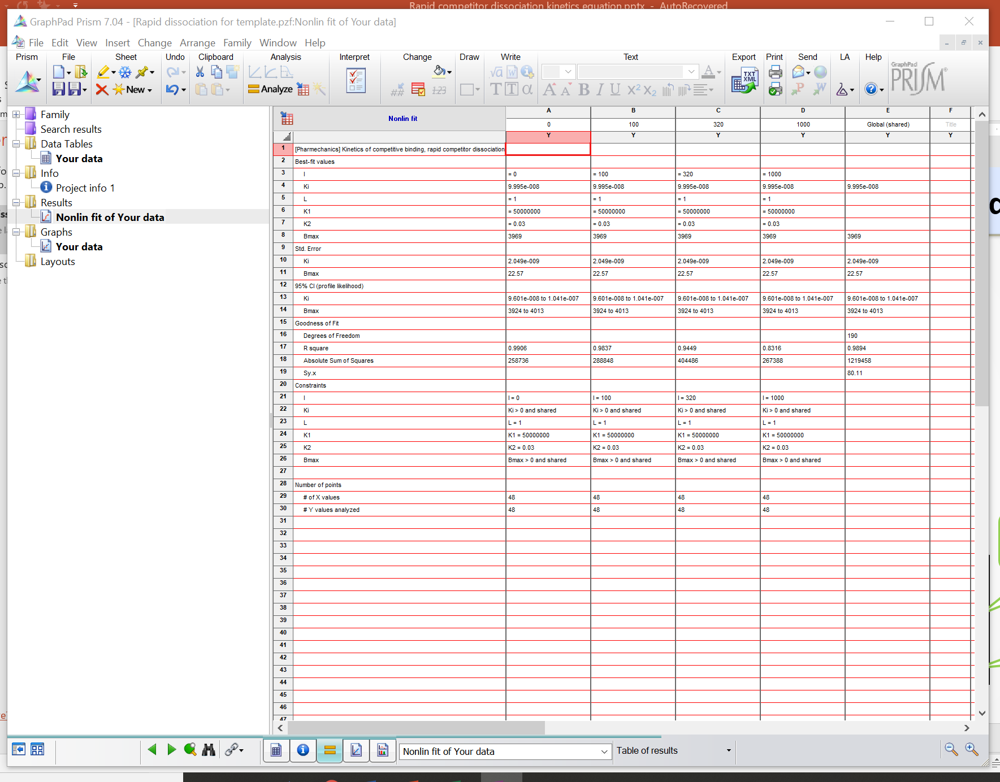 Rapid competitor dissociation kinetics equation.pptx - AutoRecovered
GraphPad Prism 7.04 - [Rapid dissociation for template.pzf:Nonlin fit of Your data]
File Edit View Insert Change Arrange Family Window Help
Prism File Sheet Undo Clipboard Analysis Interpret Change Draw Write Text Export Print Send LA Help
New
Analyze
GraphPad
PRISM
Family
Search results
Data Tables
Your data
Info
Project info 1
Results
Nonlin fit of Your data
Graphs
Your data
Layouts
Nonlin fit A B C D E F
0 100 320 1000 Global (shared) Title
Y Y Y Y Y Y
1 [Pharmechanics] Kinetics of competitive binding, rapid competitor dissociation
2 Best-fit values
3 I = 0 = 100 = 320 = 1000
4 Ki 9.995e-008 9.995e-008 9.995e-008 9.995e-008 9.995e-008
5 L = 1 = 1 = 1 = 1
6 K1 = 50000000 = 50000000 = 50000000 = 50000000
7 K2 = 0.03 = 0.03 = 0.03 = 0.03
8 Bmax 3969 3969 3969 3969 3969
9 Std. Error
10 Ki 2.049e-009 2.049e-009 2.049e-009 2.049e-009 2.049e-009
11 Bmax 22.57 22.57 22.57 22.57 22.57
12 95% CI (profile likelihood)
13 Ki 9.601e-008 to 1.041e-007 9.601e-008 to 1.041e-007 9.601e-008 to 1.041e-007 9.601e-008 to 1.041e-007 9.601e-008 to 1.041e-007
14 Bmax 3924 to 4013 3924 to 4013 3924 to 4013 3924 to 4013 3924 to 4013
15 Goodness of Fit
16 Degrees of Freedom 190
17 R square 0.9906 0.9837 0.9449 0.8316 0.9894
18 Absolute Sum of Squares 258736 288848 404486 267388 1219458
19 Sy.x 80.11
20 Constraints
21 I I = 0 I = 100 I = 320 I = 1000
22 Ki Ki > 0 and shared Ki > 0 and shared Ki > 0 and shared Ki > 0 and shared
23 L L = 1 L = 1 L = 1 L = 1
24 K1 K1 = 50000000 K1 = 50000000 K1 = 50000000 K1 = 50000000
25 K2 K2 = 0.03 K2 = 0.03 K2 = 0.03 K2 = 0.03
26 Bmax Bmax > 0 and shared Bmax > 0 and shared Bmax > 0 and shared Bmax > 0 and shared
27
28 Number of points
29 # of X values 48 48 48 48
30 # Y values analyzed 48 48 48 48
31
32
33
34
35
36
37
38
39
40
41
42
43
44
45
46
47
Nonlin fit of Your data Table of results